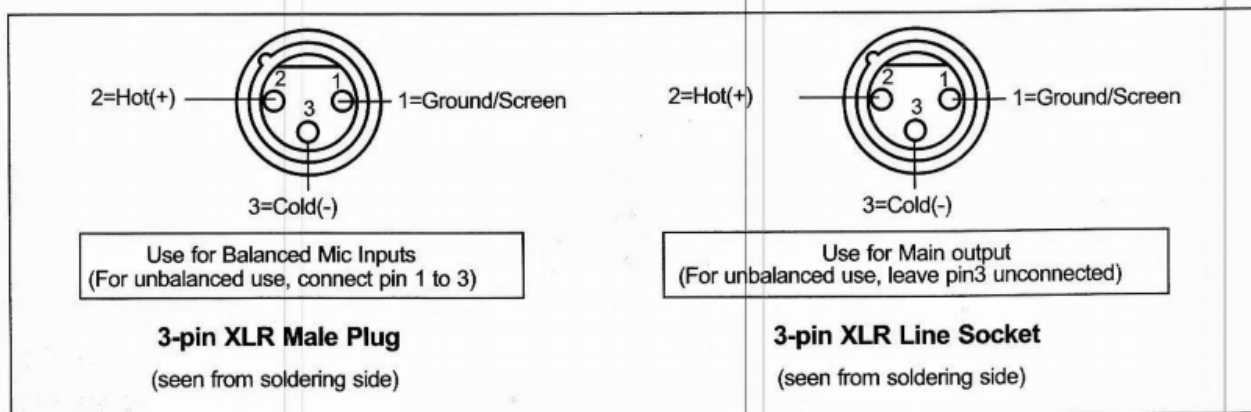 2
1
3
2=Hot(+)
1=Ground/Screen
3=Cold(-)
Use for Balanced Mic Inputs
(For unbalanced use, connect pin 1 to 3)
3-pin XLR Male Plug
(seen from soldering side)
2
1
3
2=Hot(+)
1=Ground/Screen
3=Cold(-)
Use for Main output
(For unbalanced use, leave pin3 unconnected)
3-pin XLR Line Socket
(seen from soldering side)